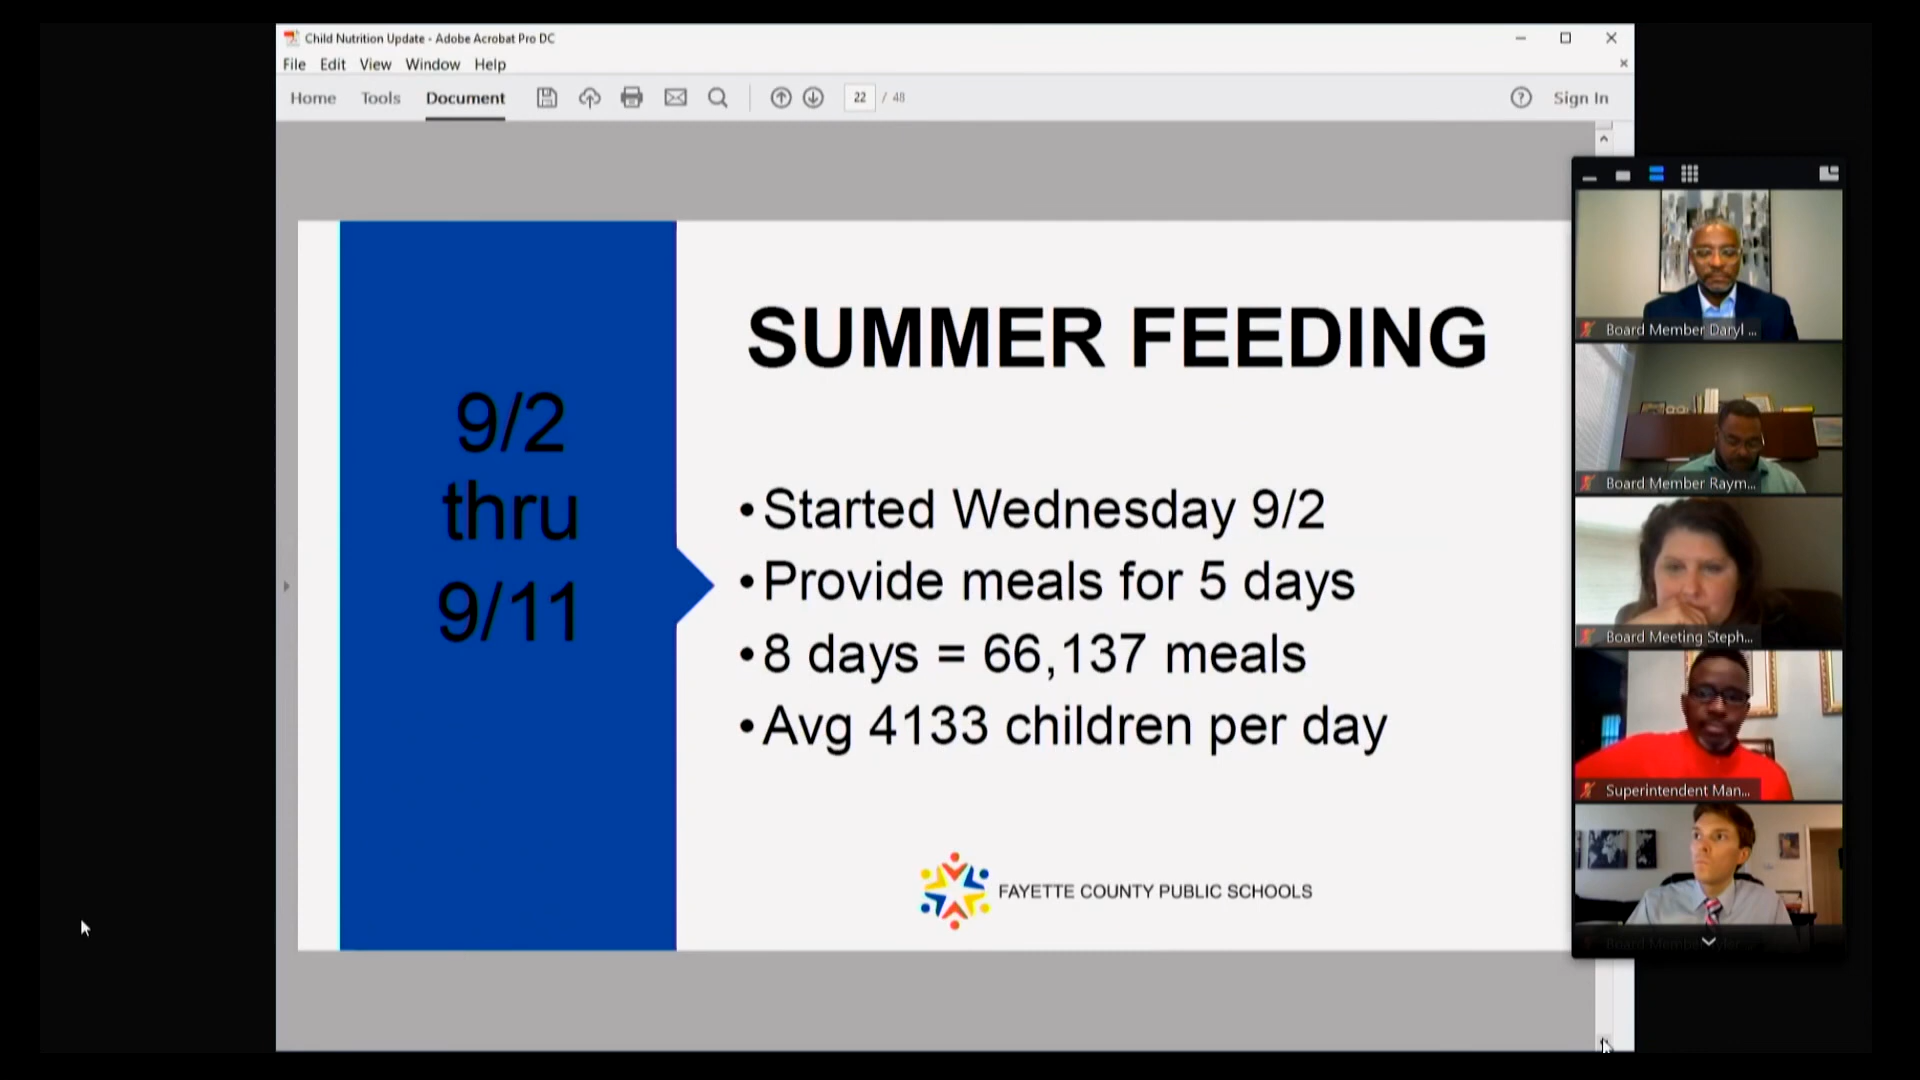 Child Nutrition Update - Adobe Acrobat Pro DC
File Edit View Window Help
Home Tools Document 22 / 48 Sign In
SUMMER FEEDING
9/2
thru
9/11
•Started Wednesday 9/2
•Provide meals for 5 days
•8 days = 66,137 meals
•Avg 4133 children per day
FAYETTE COUNTY PUBLIC SCHOOLS
Board Member Daryl ...
Board Member Raym...
Board Meeting Steph...
Superintendent Man...
Board Member